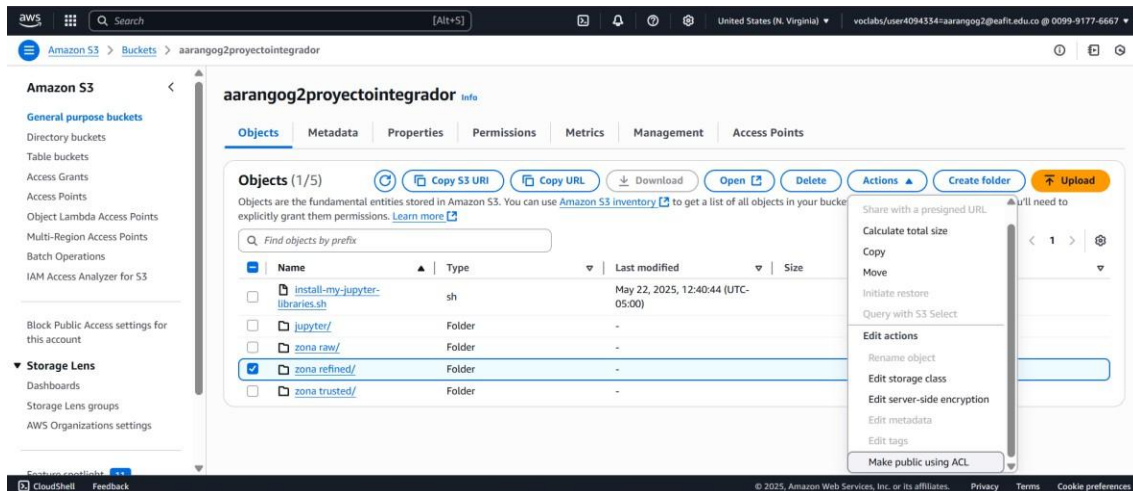 aws
Search
[Alt+S]
United States (N. Virginia) ▼
voclabs/user4094334=aarangog2@eafit.edu.co @ 0099-9177-6667 ▼
Amazon S3 > Buckets > aarangog2proyectointegrador
Amazon S3
General purpose buckets
Directory buckets
Table buckets
Access Grants
Access Points
Object Lambda Access Points
Multi-Region Access Points
Batch Operations
IAM Access Analyzer for S3
Block Public Access settings for
this account
▼ Storage Lens
Dashboards
Storage Lens groups
AWS Organizations settings
aarangog2proyectointegrador Info
Objects Metadata Properties Permissions Metrics Management Access Points
Objects (1/5) Copy S3 URI Copy URL Download Open Delete Actions ▲ Create folder Upload
Objects are the fundamental entities stored in Amazon S3. You can use Amazon S3 inventory to get a list of all objects in your bucke
u'll need to
explicitly grant them permissions. Learn more
Find objects by prefix
< 1 >
Name ▲ Type Last modified Size
install-my-jupyter-
libraries.sh
sh
May 22, 2025, 12:40:44 (UTC-
05:00)
jupyter/ Folder -
zona raw/ Folder -
zona refined/ Folder -
zona trusted/ Folder -
Share with a presigned URL
Calculate total size
Copy
Move
Initiate restore
Query with S3 Select
Edit actions
Rename object
Edit storage class
Edit server-side encryption
Edit metadata
Edit tags
Make public using ACL
CloudShell Feedback
© 2025, Amazon Web Services, Inc. or its affiliates. Privacy Terms Cookie preferences